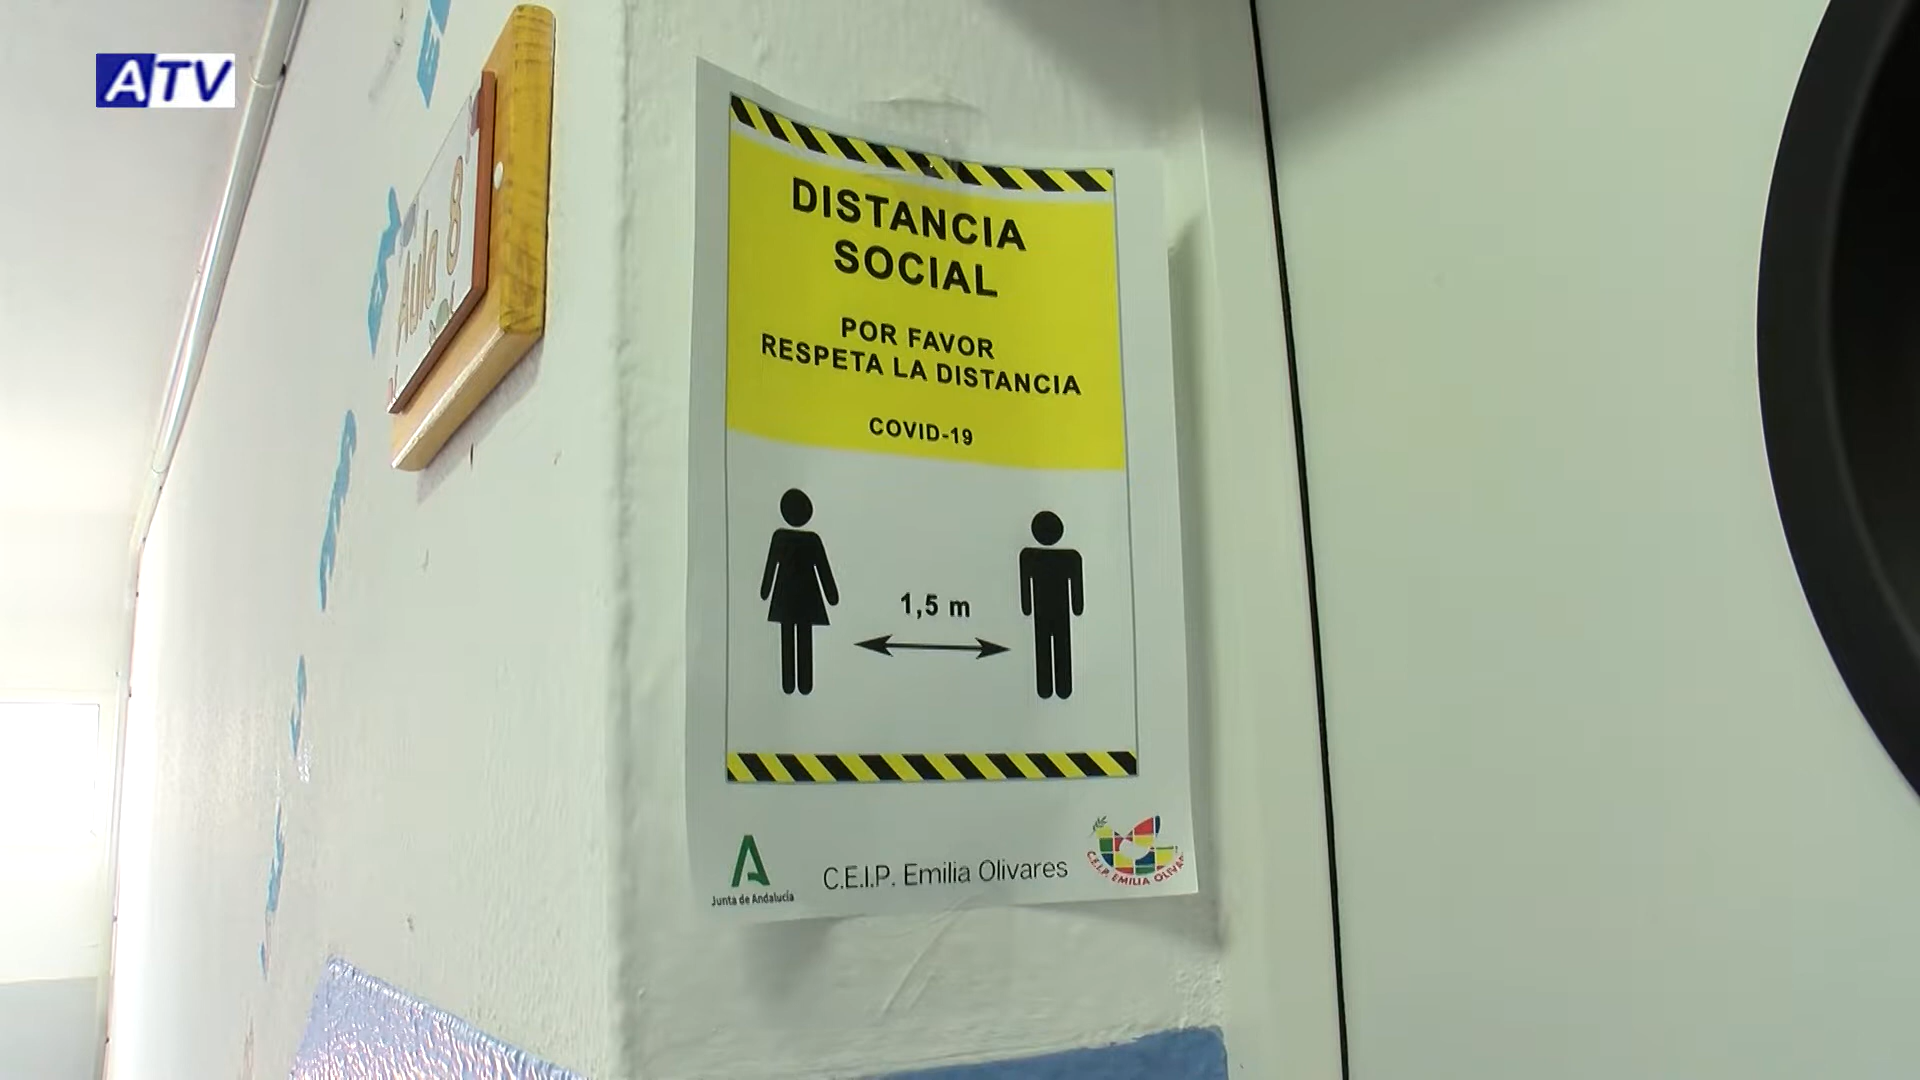 ATV
Aula 8
DISTANCIA
SOCIAL
POR FAVOR
RESPETA LA DISTANCIA
COVID-19
1,5 m
Junta de Andalucía
C.E.I.P. Emilia Olivares
C.E.I.P. EMILIA OLIVAR